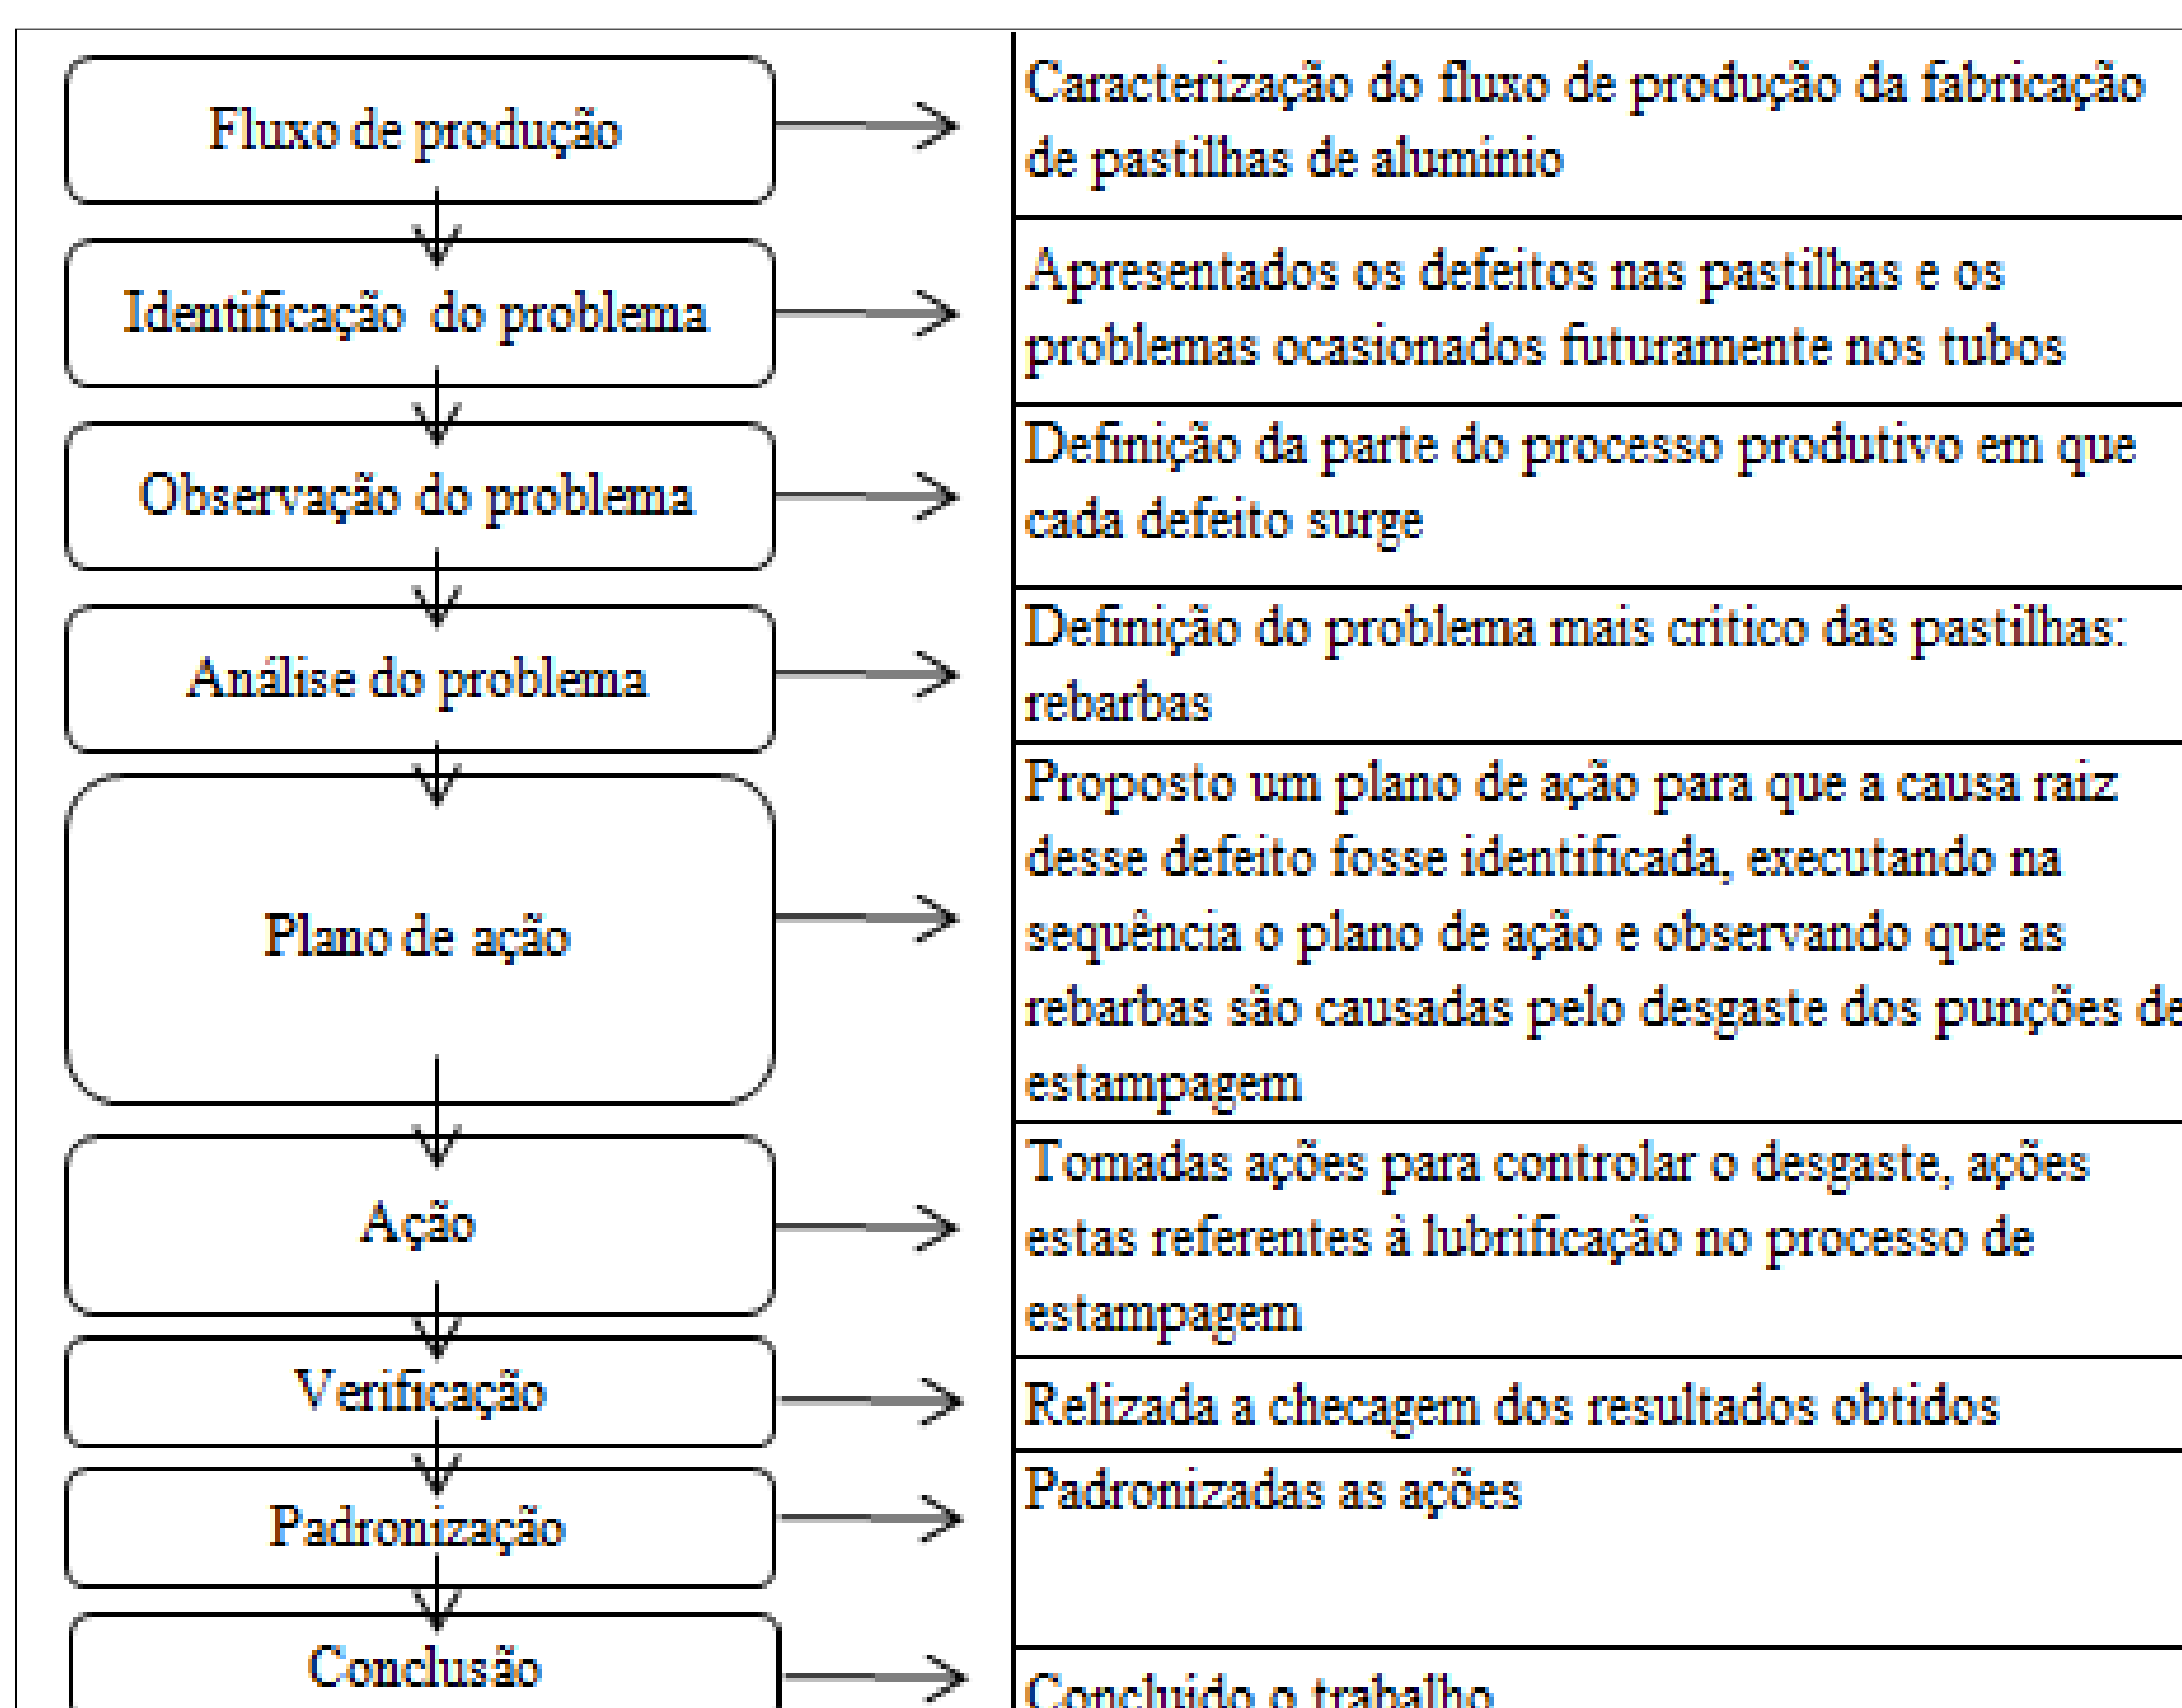 Fluxo de produção
Caracterização do fluxo de produção da fabricação
de pastilhas de alumínio
Identificação do problema
Apresentados os defeitos nas pastilhas e os
problemas ocasionados futuramente nos tubos
Observação do problema
Definição da parte do processo produtivo em que
cada defeito surge
Análise do problema
Definição do problema mais crítico das pastilhas:
rebarbas
Plano de ação
Proposto um plano de ação para que a causa raiz
desse defeito fosse identificada, executando na
sequência o plano de ação e observando que as
rebarbas são causadas pelo desgaste dos punções de
estampagem
Ação
Tomadas ações para controlar o desgaste, ações
estas referentes à lubrificação no processo de
estampagem
Verificação
Relizada a checagem dos resultados obtidos
Padronização
Padronizadas as ações
Conclusão
Concluído o trabalho